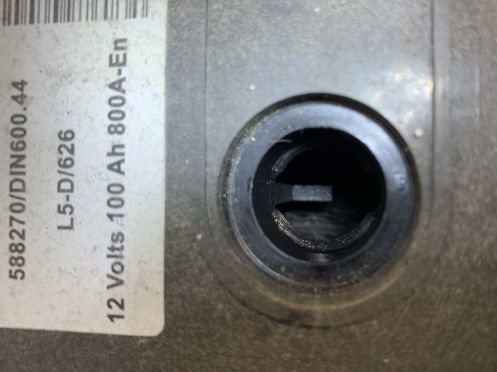 588270/DIN600.44
L5-D/626
12 Volts 100 Ah 800A-En